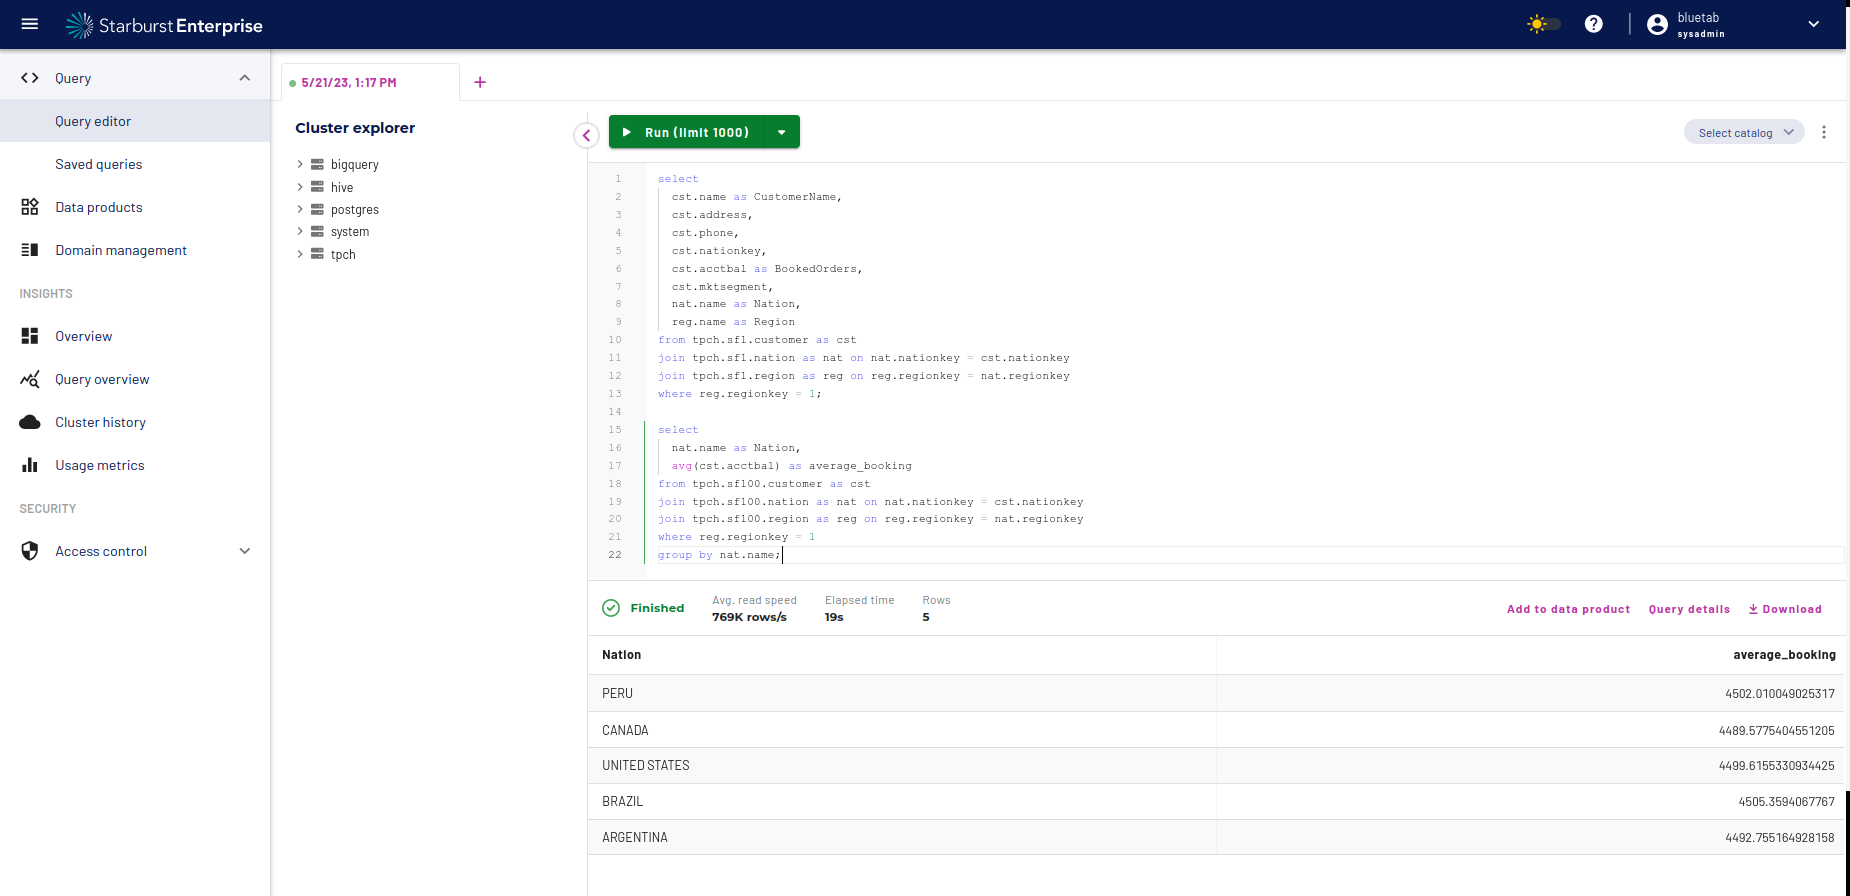 Starburst Enterprise
bluetab
sysadmin
Query
Query editor
Saved queries
Data products
Domain management
INSIGHTS
Overview
Query overview
Cluster history
Usage metrics
SECURITY
Access control
5/21/23, 1:17 PM
Cluster explorer
bigquery
hive
postgres
system
tpch
Run (limit 1000)
Select catalog
1 select
2 cst.name as CustomerName,
3 cst.address,
4 cst.phone,
5 cst.nationkey,
6 cst.acctbal as BookedOrders,
7 cst.mktsegment,
8 nat.name as Nation,
9 reg.name as Region
10 from tpch.sf1.customer as cst
11 join tpch.sf1.nation as nat on nat.nationkey = cst.nationkey
12 join tpch.sf1.region as reg on reg.regionkey = nat.regionkey
13 where reg.regionkey = 1;
14
15 select
16 nat.name as Nation,
17 avg(cst.acctbal) as average_booking
18 from tpch.sf100.customer as cst
19 join tpch.sf100.nation as nat on nat.nationkey = cst.nationkey
20 join tpch.sf100.region as reg on reg.regionkey = nat.regionkey
21 where reg.regionkey = 1
22 group by nat.name;
Finished
Avg. read speed Elapsed time Rows
769K rows/s 19s 5
Add to data product Query details Download
Nation average_booking
PERU 4502.010049025317
CANADA 4489.5775404551205
UNITED STATES 4499.6155330934425
BRAZIL 4505.3594067767
ARGENTINA 4492.755164928158